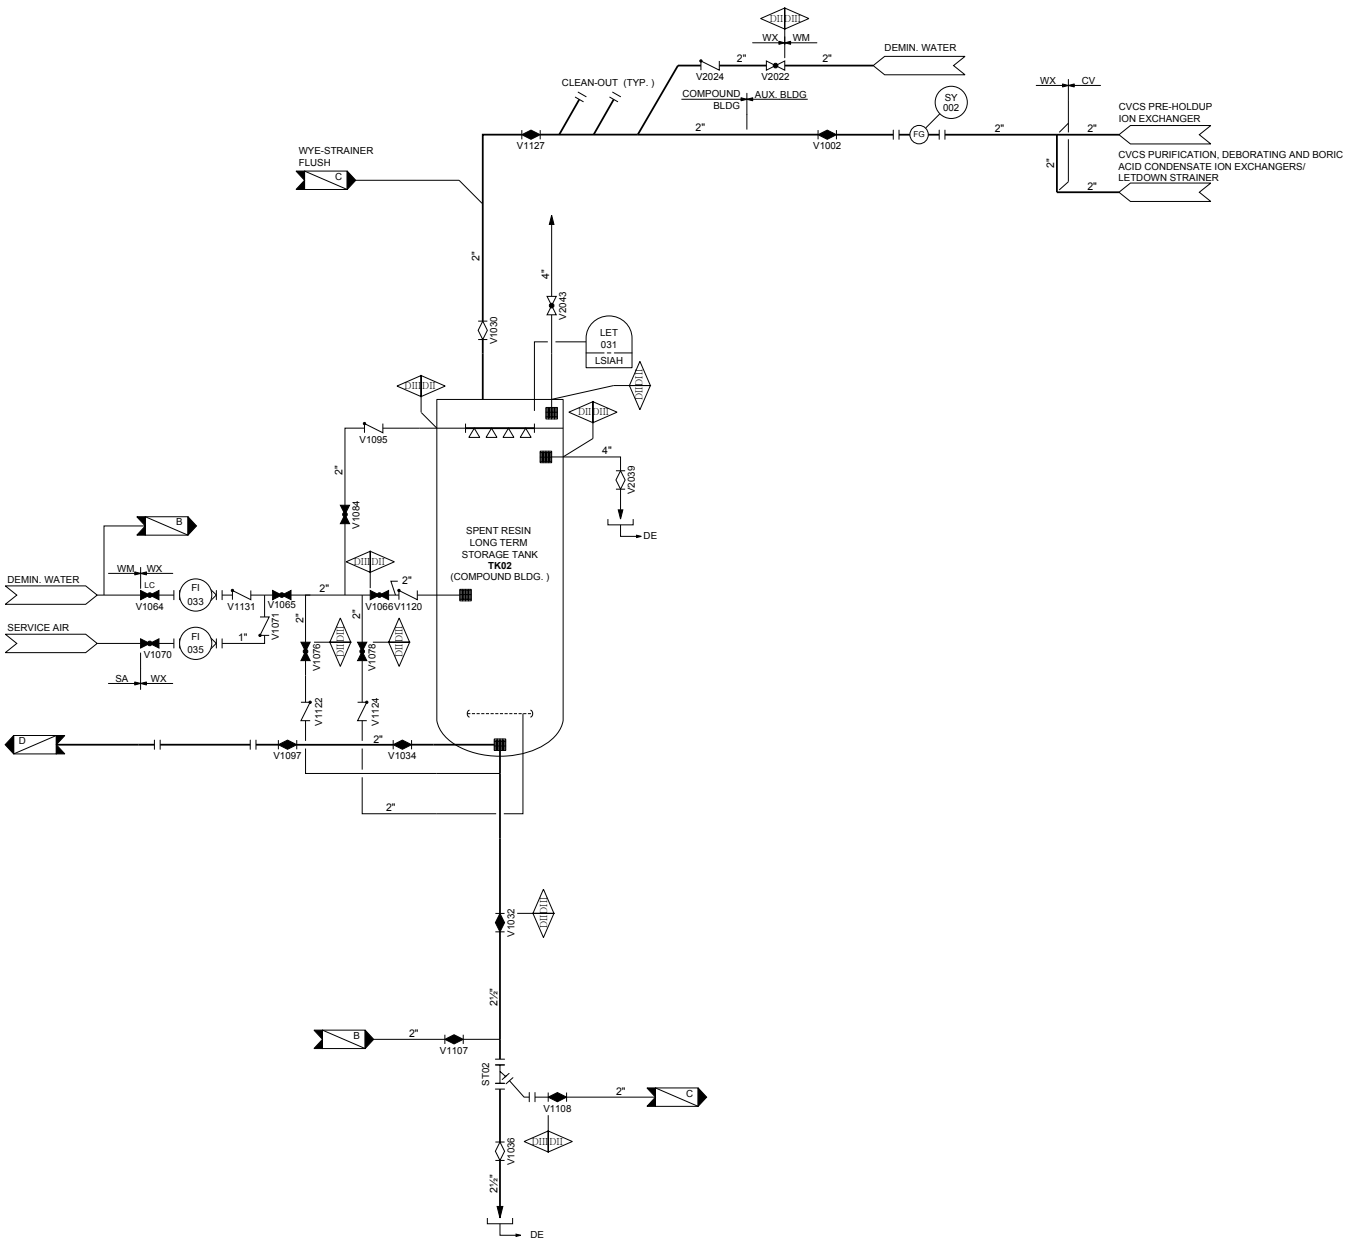 DIII DIII
WX WM
DEMIN. WATER
2" 2"
V2024 V2022
CLEAN-OUT (TYP. )
COMPOUND AUX. BLDG
BLDG
SY
002
WX CV
CVCS PRE-HOLDUP
ION EXCHANGER
2" FG 2" 2"
V1127 V1002
CVCS PURIFICATION, DEBORATING AND BORIC
ACID CONDENSATE ION EXCHANGERS/
LETDOWN STRAINER
2"
2"
WYE-STRAINER
FLUSH
C
2"
4"
V2043
V1030
LET
031
LSIAH
V1095
4"
2"
V2039
V1084
DE
SPENT RESIN
LONG TERM
STORAGE TANK
TK02
(COMPOUND BLDG. )
B
WM WX
DEMIN. WATER
LC
FI
033
V1064 V1131 V1065
2" 2"
V1066 V1120
SERVICE AIR
V1071
FI
035
1"
V1070
SA WX
2" 2"
V1076 V1078
V1122 V1124
D
2"
V1097 V1034
2"
V1032
2½"
B 2"
V1107
ST02
2" C
V1108
V1036
2½"
DE